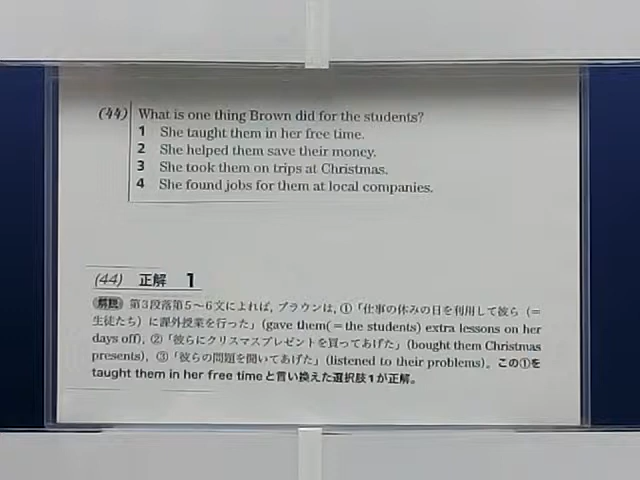 (44) What is one thing Brown did for the students?
1 She taught them in her free time.
2 She helped them save their money.
3 She took them on trips at Christmas.
4 She found jobs for them at local companies.
(44) 正解 1
解説 第3段落第5～6文によれば, ブラウンは, ①「仕事の休みの日を利用して彼ら（＝
生徒たち）に課外授業を行った」(gave them(＝the students) extra lessons on her
days off), ②「彼らにクリスマスプレゼントを買ってあげた」(bought them Christmas
presents), ③「彼らの問題を聞いてあげた」(listened to their problems)。この①を
taught them in her free timeと言い換えた選択肢1が正解。